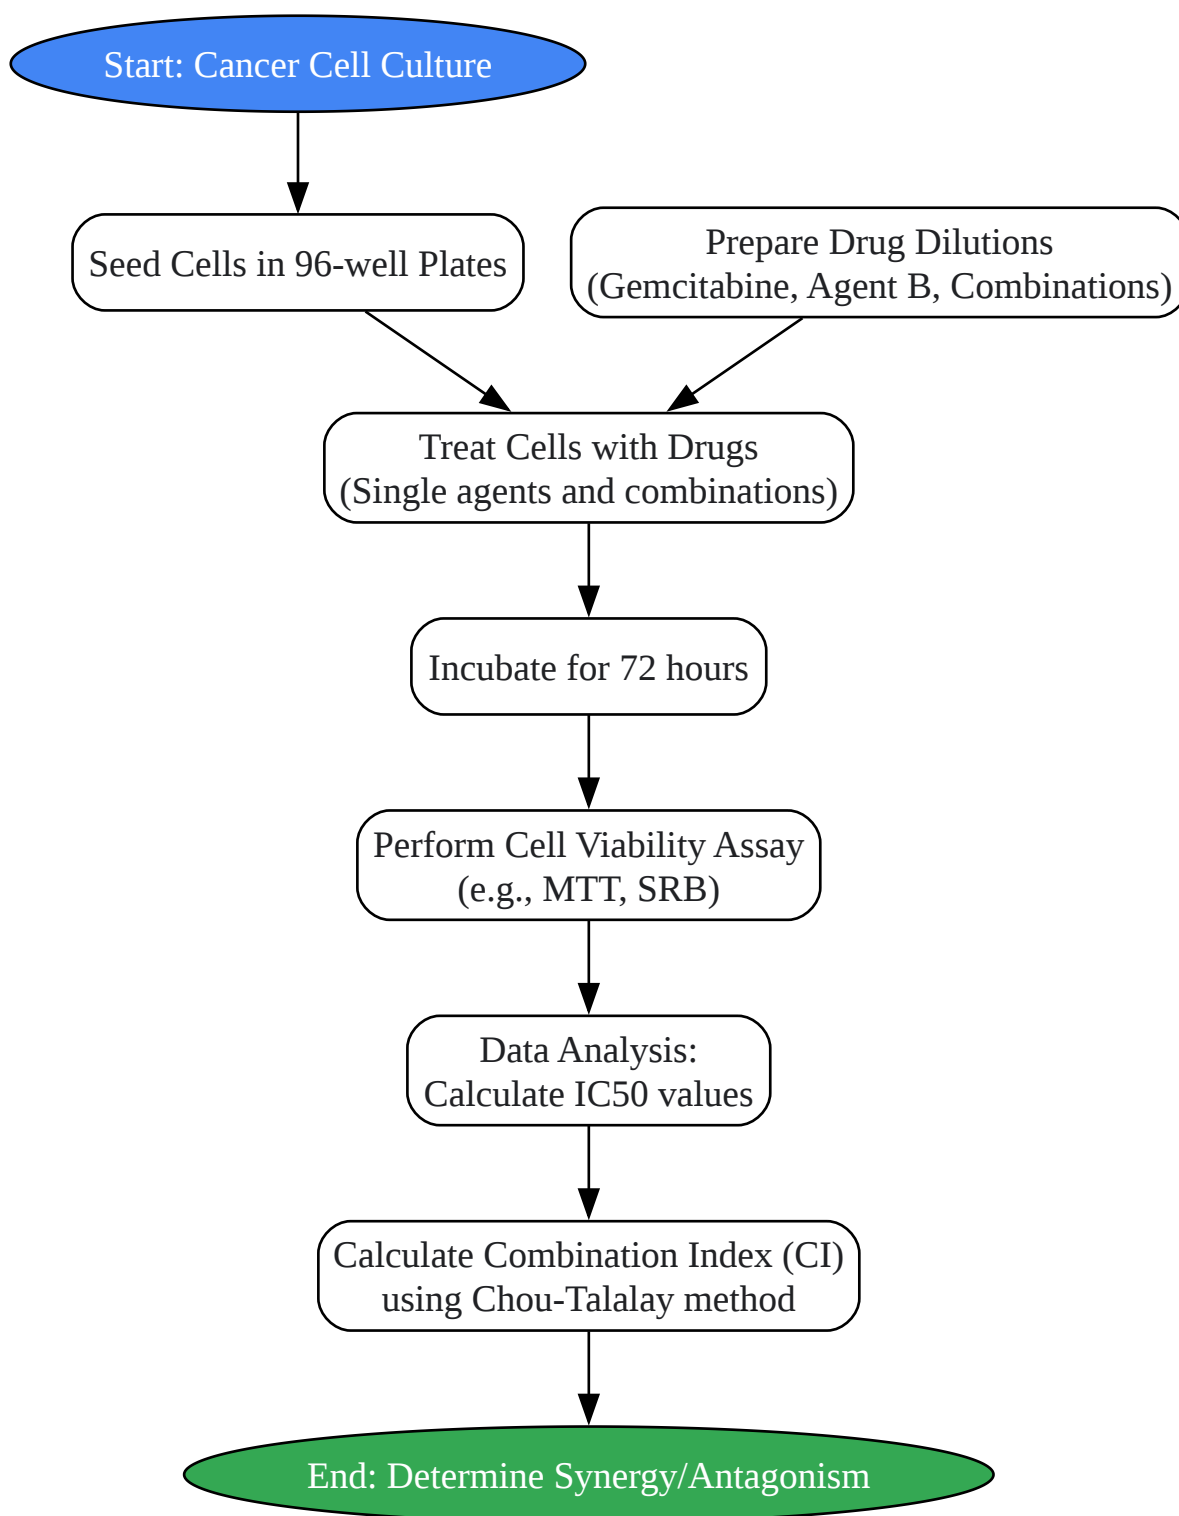 Start: Cancer Cell Culture
Seed Cells in 96-well Plates
Prepare Drug Dilutions
(Gemcitabine, Agent B, Combinations)
Treat Cells with Drugs
(Single agents and combinations)
Incubate for 72 hours
Perform Cell Viability Assay
(e.g., MTT, SRB)
Data Analysis:
Calculate IC50 values
Calculate Combination Index (CI)
using Chou-Talalay method
End: Determine Synergy/Antagonism